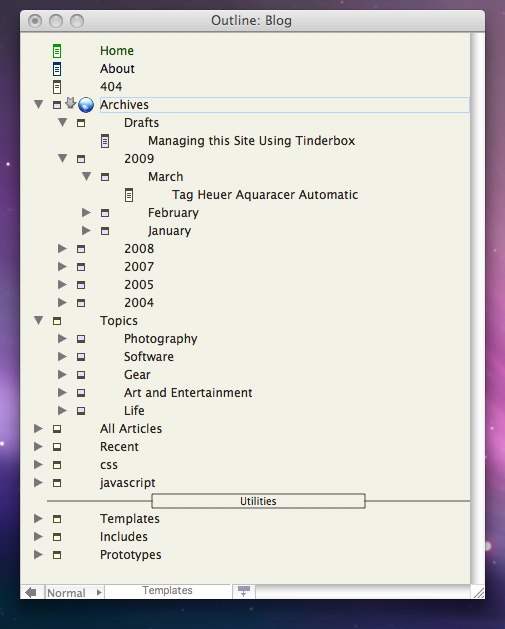 Outline: Blog
Home
About
404
Archives
Drafts
Managing this Site Using Tinderbox
2009
March
Tag Heuer Aquaracer Automatic
February
January
2008
2007
2005
2004
Topics
Photography
Software
Gear
Art and Entertainment
Life
All Articles
Recent
css
javascript
Utilities
Templates
Includes
Prototypes
Normal Templates